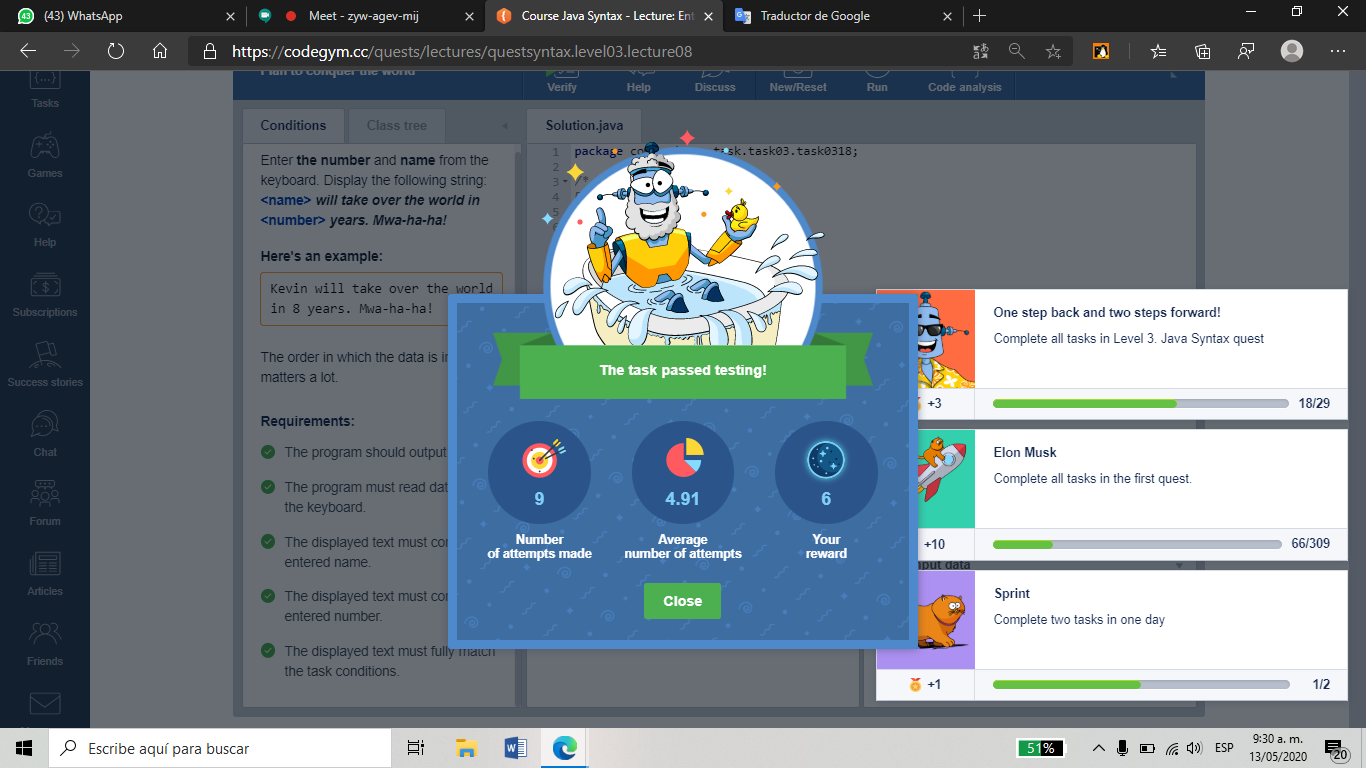 (43) WhatsApp
Meet - zyw-agev-mij
Course Java Syntax - Lecture: Ent
Traductor de Google
https://codegym.cc/quests/lectures/questsyntax.level03.lecture08
Plan to conquer the world
Verify
Help
Discuss
New/Reset
Run
Code analysis
Tasks
Games
Help
Subscriptions
Success stories
Chat
Forum
Articles
Friends
Conditions
Class tree
Solution.java
Enter the number and name from the
keyboard. Display the following string:
<name> will take over the world in
<number> years. Mwa-ha-ha!
Here's an example:
Kevin will take over the world
in 8 years. Mwa-ha-ha!
The order in which the data is in
matters a lot.
Requirements:
The program should output
The program must read dat
the keyboard.
The displayed text must con
entered name.
The displayed text must con
entered number.
The displayed text must fully match
the task conditions.
1
package co
task.task03.task0318;
2
3
/*
4
5
The task passed testing!
9
4.91
6
Number
of attempts made
Average
number of attempts
Your
reward
Close
One step back and two steps forward!
Complete all tasks in Level 3. Java Syntax quest
+3
18/29
Elon Musk
Complete all tasks in the first quest.
+10
66/309
input data
Sprint
Complete two tasks in one day
+1
1/2
Escribe aquí para buscar
51%
ESP
9:30 a. m.
13/05/2020
20